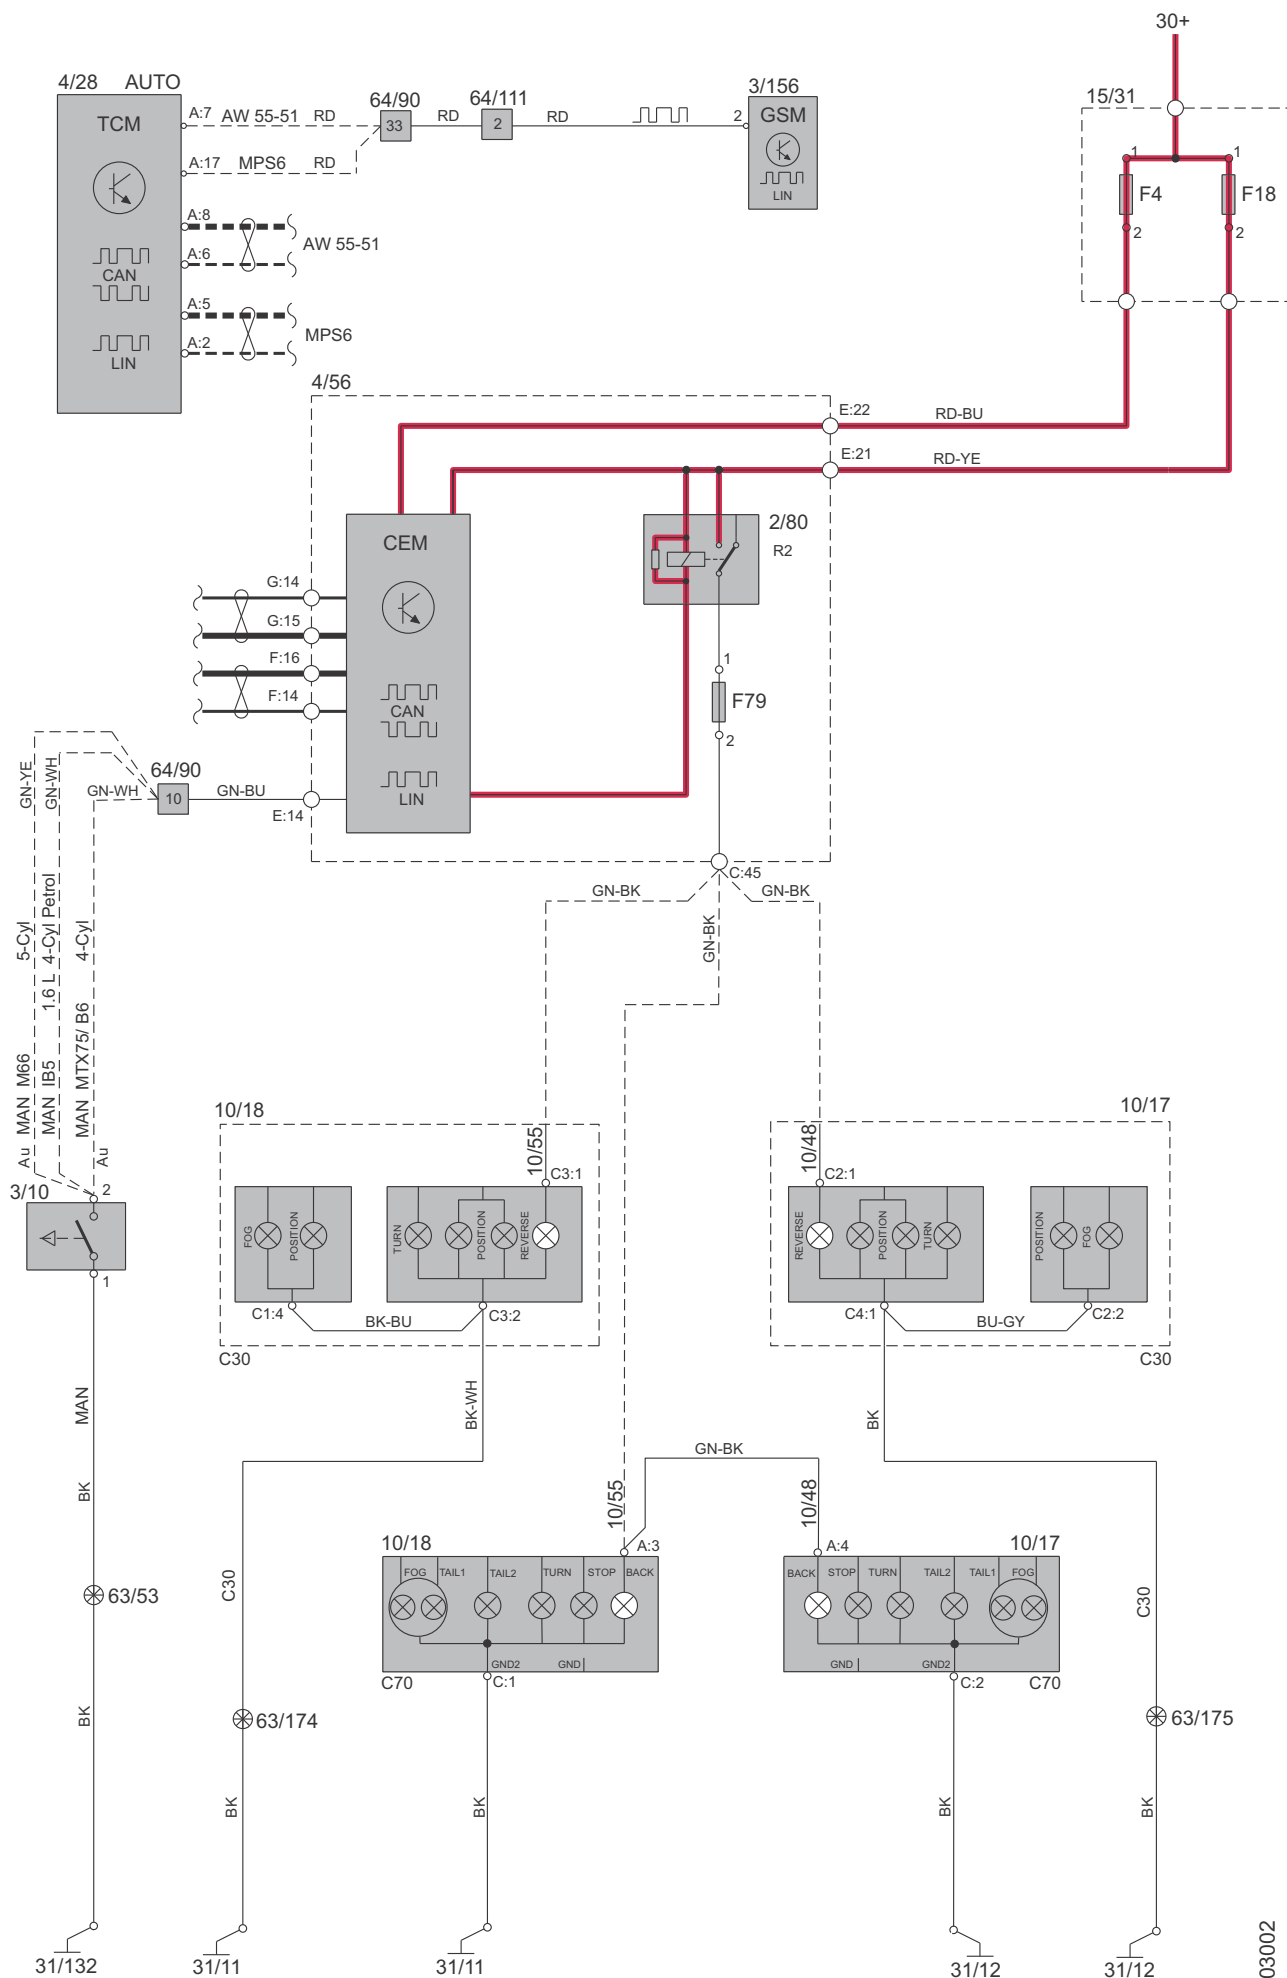 30+
4/28 AUTO
64/90
64/111
3/156
15/31
A:7 AW 55-51 RD
TCM
33
RD
2
RD
2
GSM
LIN
A:17 MPS6 RD
1
1
F4
F18
2
2
A:8
AW 55-51
A:6
CAN
A:5
MPS6
A:2
LIN
4/56
E:22
RD-BU
E:21
RD-YE
CEM
2/80
R2
G:14
G:15
F:16
F:14
CAN
1
F79
2
LIN
GN-YE
GN-WH
GN-WH
64/90
10
GN-BU
E:14
C:45
GN-BK
GN-BK
GN-BK
Au MAN M66 5-Cyl
MAN IB5 1.6 L 4-Cyl Petrol
Au MAN MTX75/ B6 4-Cyl
3/10
2
1
10/18
10/55
C3:1
FOG
POSITION
TURN
POSITION
REVERSE
C1:4
BK-BU
C3:2
C30
10/17
10/48
C2:1
REVERSE
POSITION
TURN
POSITION
FOG
C4:1
BU-GY
C2:2
C30
MAN
BK
BK-WH
BK
GN-BK
10/55
10/48
10/18
A:3
A:4
10/17
FOG
TAIL1
TAIL2
TURN
STOP
BACK
GND2
GND
C70
C:1
BACK
STOP
TURN
TAIL2
TAIL1
FOG
GND
GND2
C:2
C70
C30
C30
63/53
63/174
63/175
BK
BK
BK
BK
BK
31/132
31/11
31/11
31/12
31/12
03002